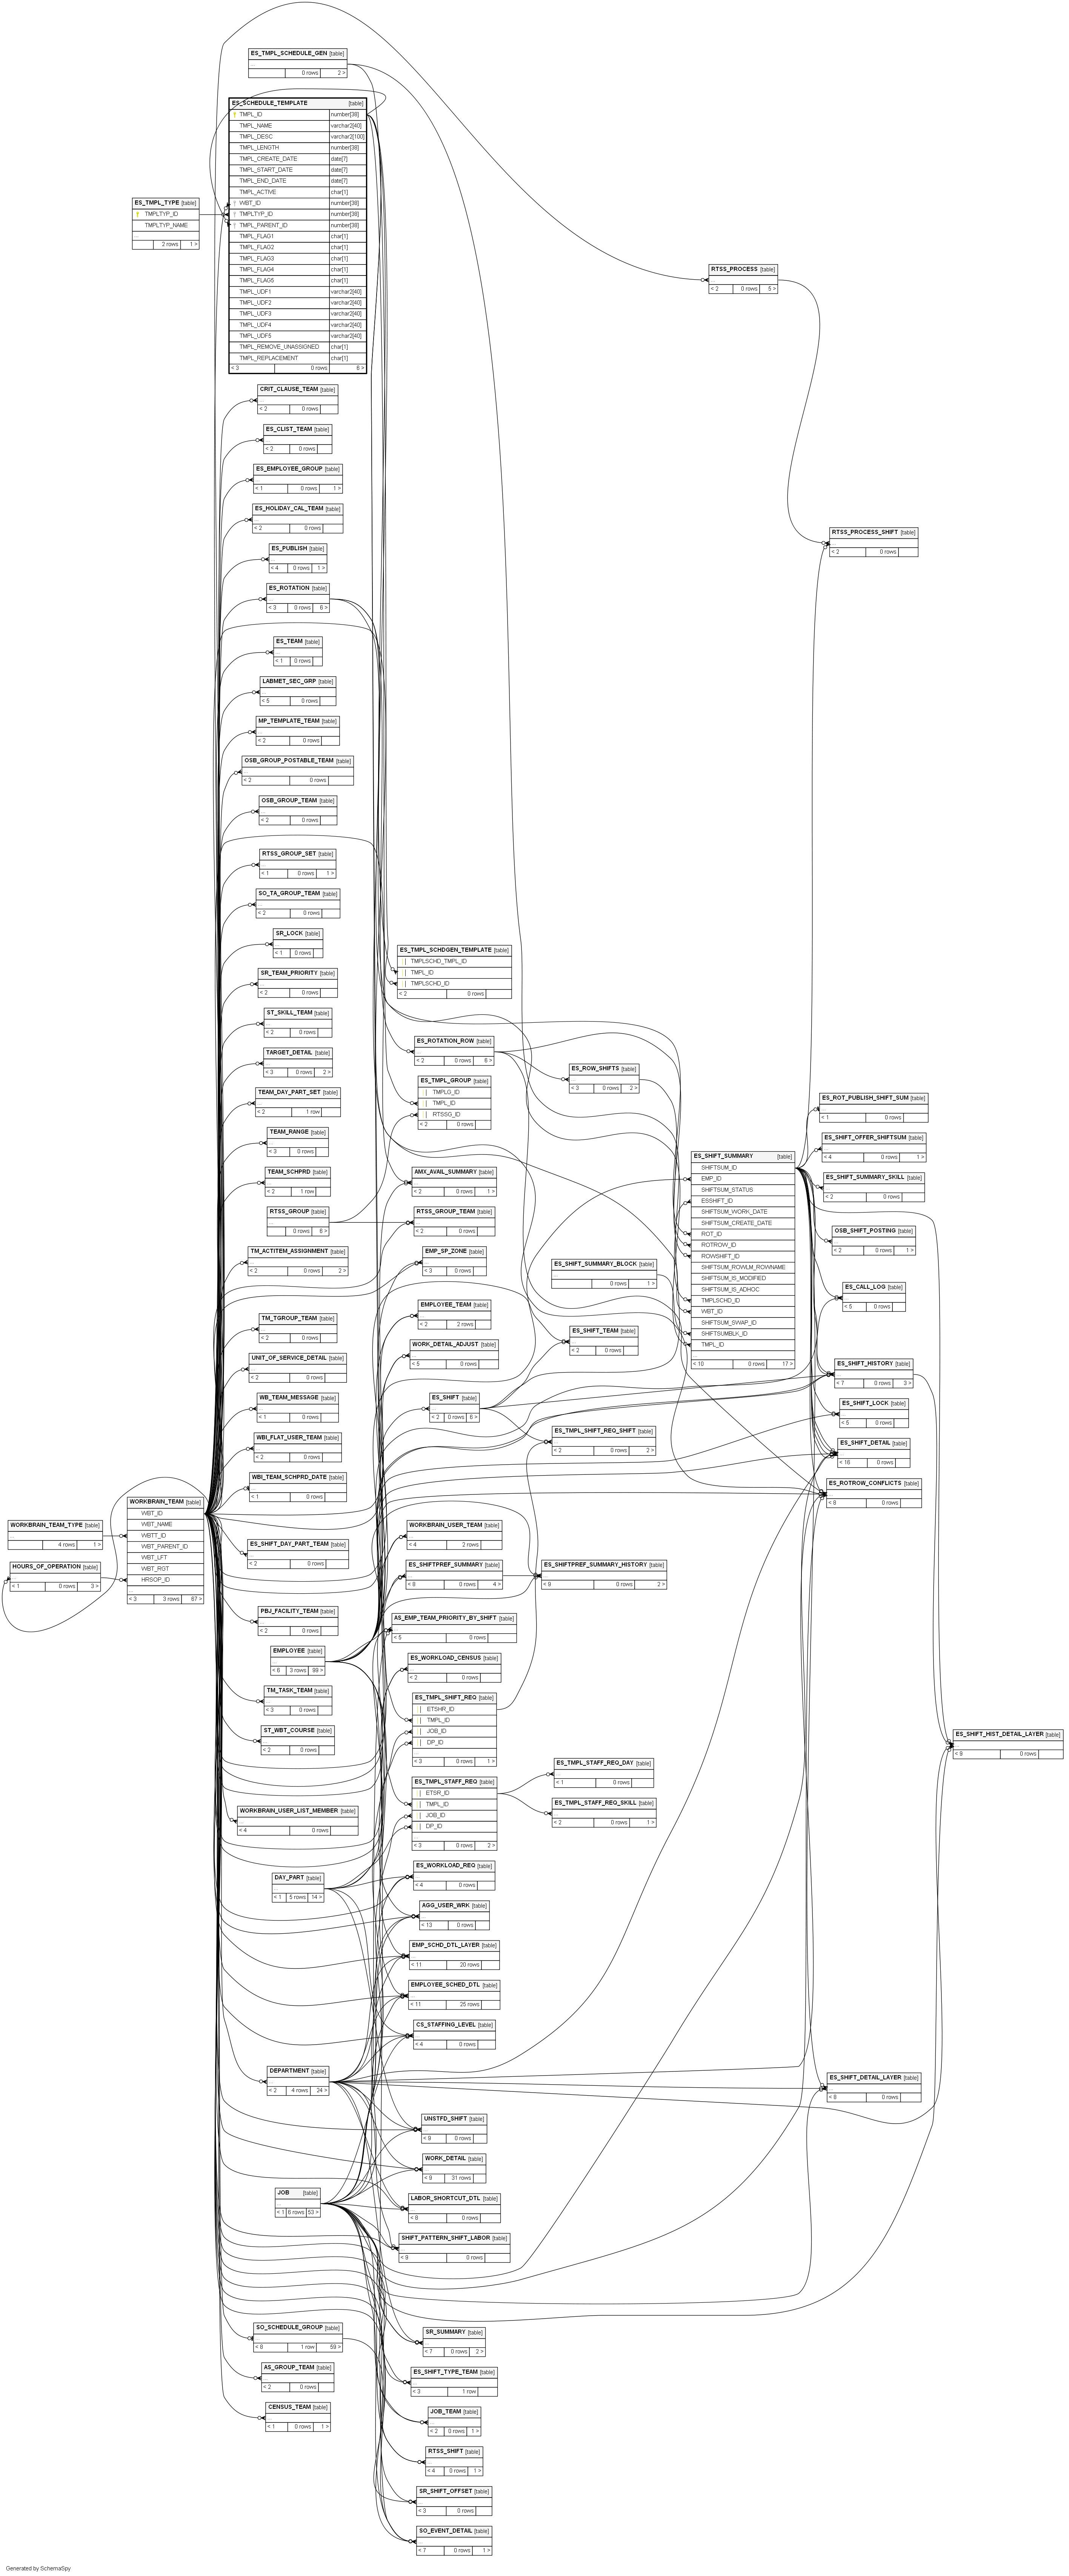 ES_TMPL_SCHEDULE_GEN [table]
...
0 rows 2 >
ES_SCHEDULE_TEMPLATE [table]
TMPL_ID number[38]
TMPL_NAME varchar2[40]
TMPL_DESC varchar2[100]
TMPL_LENGTH number[38]
TMPL_CREATE_DATE date[7]
TMPL_START_DATE date[7]
TMPL_END_DATE date[7]
TMPL_ACTIVE char[1]
WBT_ID number[38]
TMPLTYP_ID number[38]
TMPL_PARENT_ID number[38]
TMPL_FLAG1 char[1]
TMPL_FLAG2 char[1]
TMPL_FLAG3 char[1]
TMPL_FLAG4 char[1]
TMPL_FLAG5 char[1]
TMPL_UDF1 varchar2[40]
TMPL_UDF2 varchar2[40]
TMPL_UDF3 varchar2[40]
TMPL_UDF4 varchar2[40]
TMPL_UDF5 varchar2[40]
TMPL_REMOVE_UNASSIGNED char[1]
TMPL_REPLACEMENT char[1]
< 3 0 rows 6 >
ES_TMPL_TYPE [table]
TMPLTYP_ID
TMPLTYP_NAME
...
2 rows 1 >
RTSS_PROCESS [table]
...
< 2 0 rows 5 >
CRIT_CLAUSE_TEAM [table]
...
< 2 0 rows
ES_CLIST_TEAM [table]
...
< 2 0 rows
ES_EMPLOYEE_GROUP [table]
...
< 1 0 rows 1 >
ES_HOLIDAY_CAL_TEAM [table]
...
< 2 0 rows
ES_PUBLISH [table]
...
< 4 0 rows 1 >
RTSS_PROCESS_SHIFT [table]
...
< 2 0 rows
ES_ROTATION [table]
...
< 3 0 rows 6 >
ES_TEAM [table]
...
< 1 0 rows
LABMET_SEC_GRP [table]
...
< 5 0 rows
MP_TEMPLATE_TEAM [table]
...
< 2 0 rows
OSB_GROUP_POSTABLE_TEAM [table]
...
< 2 0 rows
OSB_GROUP_TEAM [table]
...
< 2 0 rows
RTSS_GROUP_SET [table]
...
< 1 0 rows 1 >
SO_TA_GROUP_TEAM [table]
...
< 2 0 rows
SR_LOCK [table]
...
< 1 0 rows
SR_TEAM_PRIORITY [table]
...
< 2 0 rows
ST_SKILL_TEAM [table]
...
< 2 0 rows
TARGET_DETAIL [table]
...
< 3 0 rows 2 >
TEAM_DAY_PART_SET [table]
...
< 2 1 row
TEAM_RANGE [table]
...
< 3 0 rows
TEAM_SCHPRD [table]
...
< 2 1 row
RTSS_GROUP [table]
...
0 rows 6 >
TM_ACTITEM_ASSIGNMENT [table]
...
< 2 0 rows 2 >
TM_TGROUP_TEAM [table]
...
< 2 0 rows
UNIT_OF_SERVICE_DETAIL [table]
...
< 2 0 rows
WB_TEAM_MESSAGE [table]
...
< 1 0 rows
WBI_FLAT_USER_TEAM [table]
...
< 2 0 rows
WBI_TEAM_SCHPRD_DATE [table]
...
< 1 0 rows
WORKBRAIN_TEAM [table]
WBT_ID
WBT_NAME
WBTT_ID
WBT_PARENT_ID
WBT_LFT
WBT_RGT
HRSOP_ID
...
< 3 3 rows 67 >
WORKBRAIN_TEAM_TYPE [table]
...
4 rows 1 >
HOURS_OF_OPERATION [table]
...
< 1 0 rows 3 >
ES_SHIFT_DAY_PART_TEAM [table]
...
< 2 0 rows
PBJ_FACILITY_TEAM [table]
...
< 2 0 rows
EMPLOYEE [table]
...
< 6 3 rows 99 >
TM_TASK_TEAM [table]
...
< 3 0 rows
ST_WBT_COURSE [table]
...
< 2 0 rows
WORKBRAIN_USER_LIST_MEMBER [table]
...
< 4 0 rows
DAY_PART [table]
...
< 1 5 rows 14 >
DEPARTMENT [table]
...
< 2 4 rows 24 >
JOB [table]
...
< 1 6 rows 53 >
SO_SCHEDULE_GROUP [table]
...
< 8 1 row 59 >
AS_GROUP_TEAM [table]
...
< 2 0 rows
CENSUS_TEAM [table]
...
< 1 0 rows 1 >
ES_TMPL_SCHDGEN_TEMPLATE [table]
TMPLSCHD_TMPL_ID
TMPL_ID
TMPLSCHD_ID
< 2 0 rows
ES_ROTATION_ROW [table]
...
< 2 0 rows 6 >
ES_TMPL_GROUP [table]
TMPLG_ID
TMPL_ID
RTSSG_ID
< 2 0 rows
AMX_AVAIL_SUMMARY [table]
...
< 2 0 rows 1 >
RTSS_GROUP_TEAM [table]
...
< 2 0 rows
EMP_SP_ZONE [table]
...
< 3 0 rows
EMPLOYEE_TEAM [table]
...
< 2 2 rows
WORK_DETAIL_ADJUST [table]
...
< 5 0 rows
ES_SHIFT [table]
...
< 2 0 rows 6 >
WORKBRAIN_USER_TEAM [table]
...
< 4 2 rows
ES_SHIFTPREF_SUMMARY [table]
...
< 8 0 rows 4 >
AS_EMP_TEAM_PRIORITY_BY_SHIFT [table]
...
< 5 0 rows
ES_WORKLOAD_CENSUS [table]
...
< 2 0 rows
ES_TMPL_SHIFT_REQ [table]
ETSHR_ID
TMPL_ID
JOB_ID
DP_ID
...
< 3 0 rows 1 >
ES_TMPL_STAFF_REQ [table]
ETSR_ID
TMPL_ID
JOB_ID
DP_ID
...
< 3 0 rows 2 >
ES_WORKLOAD_REQ [table]
...
< 4 0 rows
AGG_USER_WRK [table]
...
< 13 0 rows
EMP_SCHD_DTL_LAYER [table]
...
< 11 20 rows
EMPLOYEE_SCHED_DTL [table]
...
< 11 25 rows
CS_STAFFING_LEVEL [table]
...
< 4 0 rows
UNSTFD_SHIFT [table]
...
< 8 0 rows
WORK_DETAIL [table]
...
< 9 31 rows
LABOR_SHORTCUT_DTL [table]
...
< 8 0 rows
SHIFT_PATTERN_SHIFT_LABOR [table]
...
< 9 0 rows
SR_SUMMARY [table]
...
< 7 0 rows 2 >
ES_SHIFT_TYPE_TEAM [table]
...
< 3 1 row
JOB_TEAM [table]
...
< 2 0 rows 1 >
RTSS_SHIFT [table]
...
< 4 0 rows 1 >
SR_SHIFT_OFFSET [table]
...
< 3 0 rows
SO_EVENT_DETAIL [table]
...
< 7 0 rows 1 >
ES_ROW_SHIFTS [table]
...
< 3 0 rows 2 >
ES_SHIFT_SUMMARY_BLOCK [table]
...
0 rows 1 >
ES_SHIFT_TEAM [table]
...
< 2 0 rows
ES_TMPL_SHIFT_REQ_SHIFT [table]
...
< 2 0 rows 2 >
ES_SHIFTPREF_SUMMARY_HISTORY [table]
...
< 9 0 rows 2 >
ES_TMPL_STAFF_REQ_DAY [table]
...
< 1 0 rows
ES_TMPL_STAFF_REQ_SKILL [table]
...
< 2 0 rows 1 >
ES_SHIFT_SUMMARY [table]
SHIFTSUM_ID
EMP_ID
SHIFTSUM_STATUS
ESSHIFT_ID
SHIFTSUM_WORK_DATE
SHIFTSUM_CREATE_DATE
ROT_ID
ROTROW_ID
ROWSHIFT_ID
SHIFTSUM_ROWLM_ROWNAME
SHIFTSUM_IS_MODIFIED
SHIFTSUM_IS_ADHOC
TMPLSCHD_ID
WBT_ID
SHIFTSUM_SWAP_ID
SHIFTSUMBLK_ID
TMPL_ID
...
< 10 0 rows 17 >
ES_ROT_PUBLISH_SHIFT_SUM [table]
...
< 1 0 rows
ES_SHIFT_OFFER_SHIFTSUM [table]
...
< 4 0 rows 1 >
ES_SHIFT_SUMMARY_SKILL [table]
...
< 2 0 rows
OSB_SHIFT_POSTING [table]
...
< 2 0 rows 1 >
ES_CALL_LOG [table]
...
< 5 0 rows
ES_SHIFT_HISTORY [table]
...
< 7 0 rows 3 >
ES_SHIFT_LOCK [table]
...
< 5 0 rows
ES_SHIFT_DETAIL [table]
...
< 16 0 rows
ES_ROTROW_CONFLICTS [table]
...
< 8 0 rows
ES_SHIFT_DETAIL_LAYER [table]
...
< 8 0 rows
ES_SHIFT_HIST_DETAIL_LAYER [table]
...
< 9 0 rows
Generated by SchemaSpy